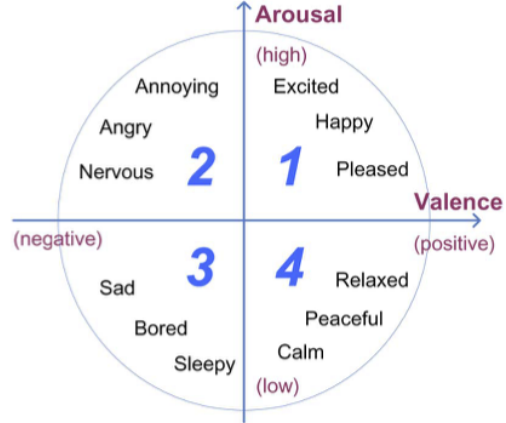 Arousal
(high)
Annoying Excited
Angry Happy
Nervous 2 1 Pleased
Valence
(negative) (positive)
3 4
Sad Relaxed
Bored Peaceful
Sleepy Calm
(low)